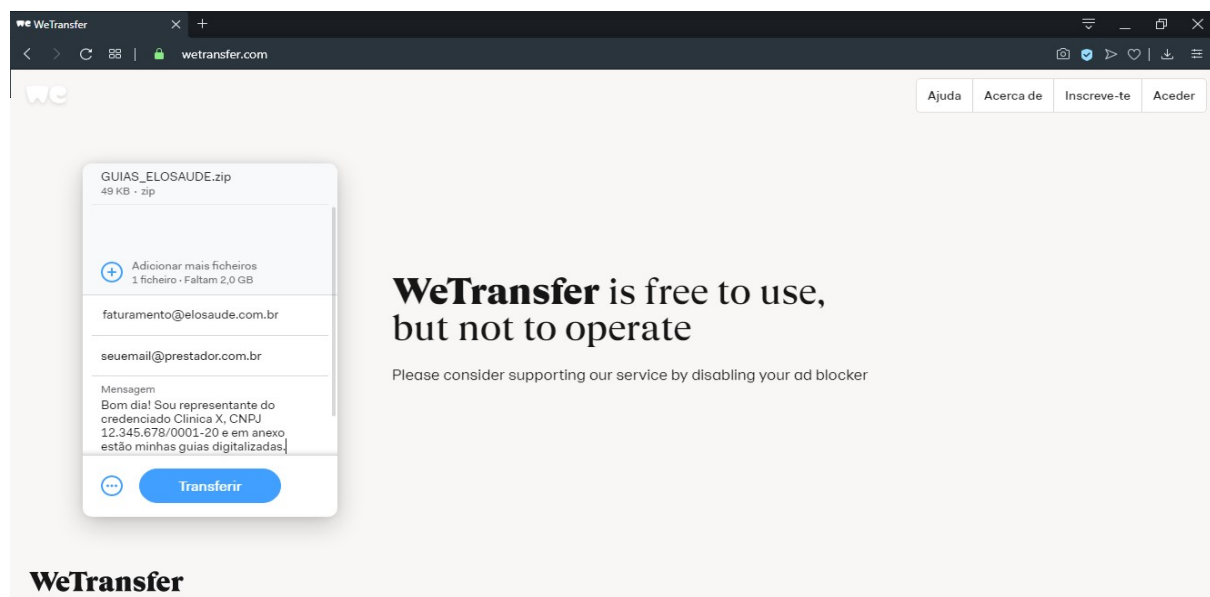 we WeTransfer
wetransfer.com
we
Ajuda Acerca de Inscreve-te Aceder
GUIAS_ELOSAUDE.zip
49 KB · zip
Adicionar mais ficheiros
1 ficheiro · Faltam 2,0 GB
faturamento@elosaude.com.br
seuemail@prestador.com.br
Mensagem
Bom dia! Sou representante do
credenciado Clinica X, CNPJ
12.345.678/0001-20 e em anexo
estão minhas guias digitalizadas.
Transferir
WeTransfer is free to use,
but not to operate
Please consider supporting our service by disabling your ad blocker
WeTransfer